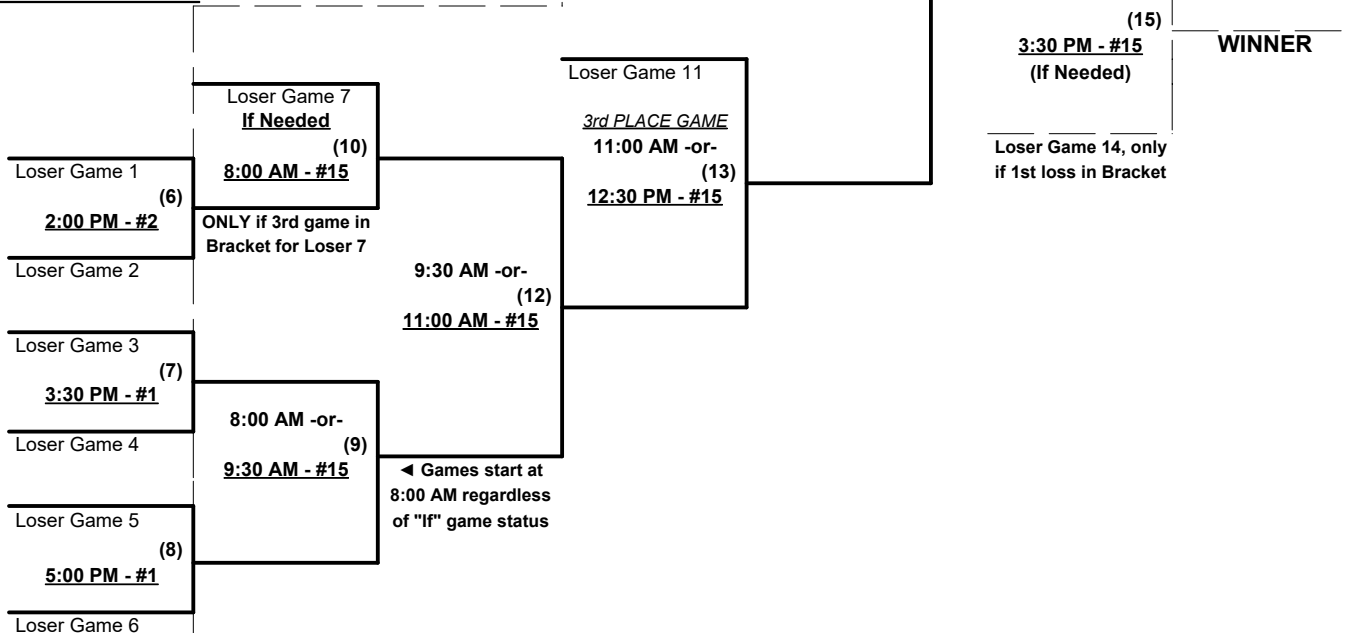 (15)
3:30 PM - #15
(If Needed)
WINNER
Loser Game 14, only
if 1st loss in Bracket
Loser Game 11
3rd PLACE GAME
11:00 AM -or-
(13)
12:30 PM - #15
Loser Game 7
If Needed
(10)
8:00 AM - #15
ONLY if 3rd game in
Bracket for Loser 7
Loser Game 1
(6)
2:00 PM - #2
Loser Game 2
9:30 AM -or-
(12)
11:00 AM - #15
Loser Game 3
(7)
3:30 PM - #1
Loser Game 4
8:00 AM -or-
(9)
9:30 AM - #15
◄ Games start at
8:00 AM regardless
of "If" game status
Loser Game 5
(8)
5:00 PM - #1
Loser Game 6